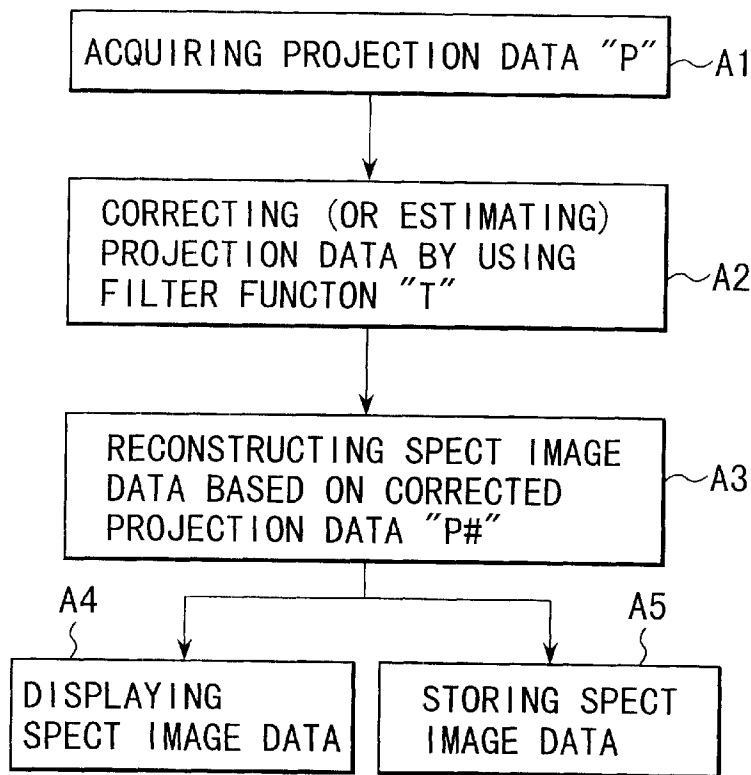 ACQUIRING PROJECTION DATA "P"
A1
CORRECTING (OR ESTIMATING)
PROJECTION DATA BY USING
FILTER FUNCTON "T"
A2
RECONSTRUCTING SPECT IMAGE
DATA BASED ON CORRECTED
PROJECTION DATA "P#"
A3
A4
DISPLAYING
SPECT IMAGE DATA
A5
STORING SPECT
IMAGE DATA